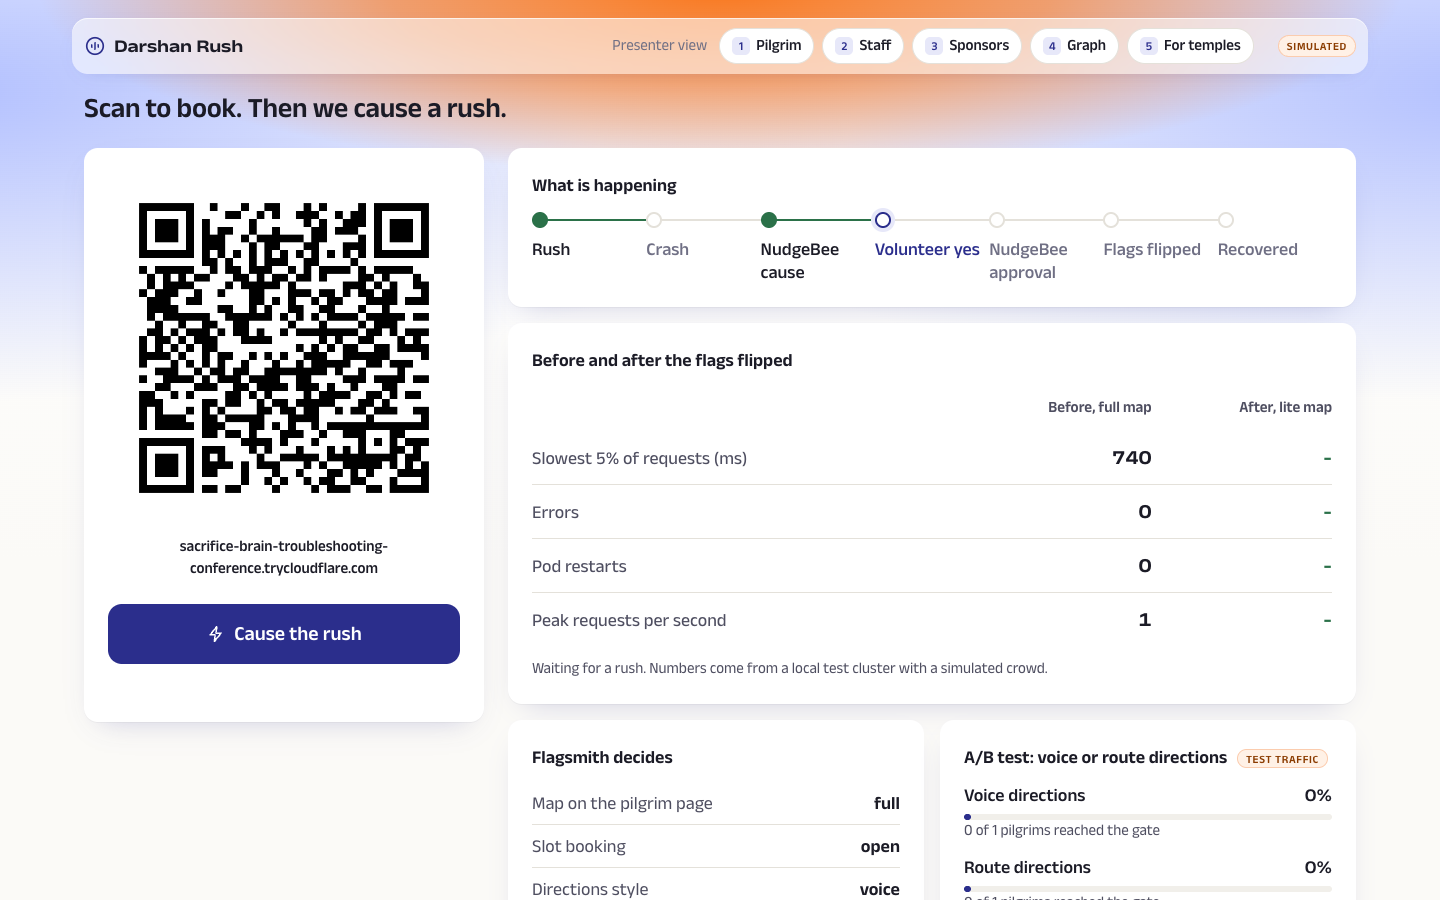 Darshan Rush
Presenter view
1 Pilgrim
2 Staff
3 Sponsors
4 Graph
5 For temples
SIMULATED
Scan to book. Then we cause a rush.
sacrifice-brain-troubleshooting-
conference.trycloudflare.com
Cause the rush
What is happening
Rush
Crash
NudgeBee
cause
Volunteer yes
NudgeBee
approval
Flags flipped
Recovered
Before and after the flags flipped
Before, full map
After, lite map
Slowest 5% of requests (ms) 740 -
Errors 0 -
Pod restarts 0 -
Peak requests per second 1 -
Waiting for a rush. Numbers come from a local test cluster with a simulated crowd.
Flagsmith decides
Map on the pilgrim page full
Slot booking open
Directions style voice
A/B test: voice or route directions TEST TRAFFIC
Voice directions 0%
0 of 1 pilgrims reached the gate
Route directions 0%